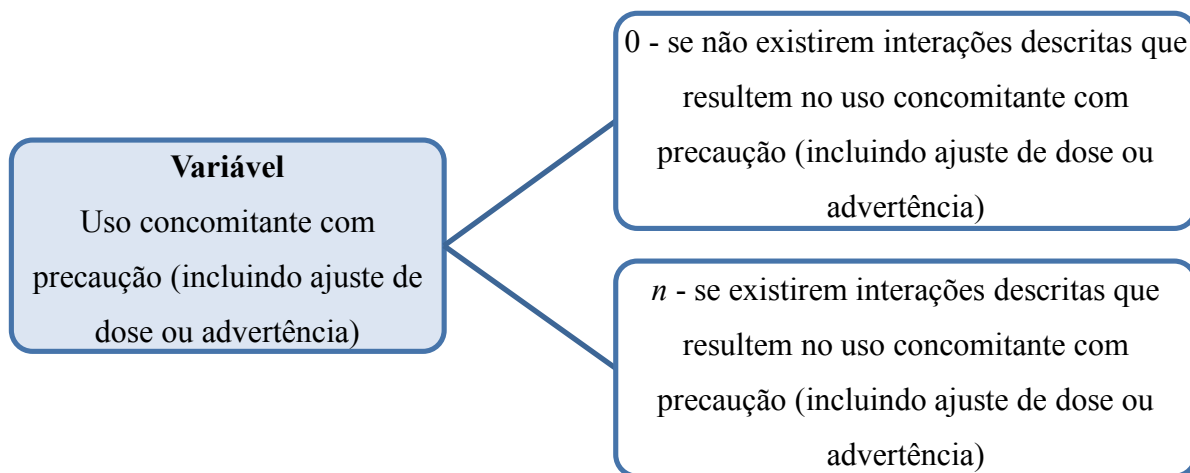 Variável
Uso concomitante com
precaução (incluindo ajuste de
dose ou advertência)
0 - se não existirem interações descritas que
resultem no uso concomitante com
precaução (incluindo ajuste de dose ou
advertência)
n - se existirem interações descritas que
resultem no uso concomitante com
precaução (incluindo ajuste de dose ou
advertência)